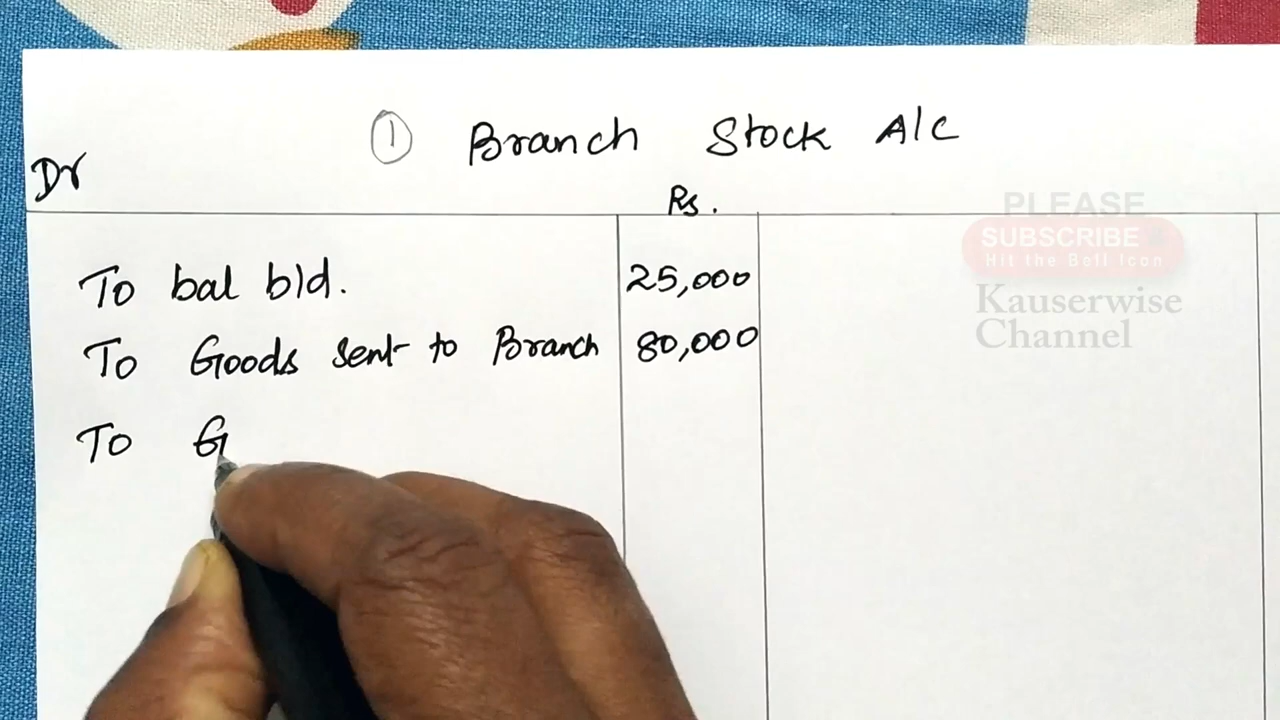 ① Branch Stock A/c
Dr
Rs.
To bal b/d. 25,000
To Goods sent to Branch 80,000
To G
PLEASE
SUBSCRIBE
Hit the Bell Icon
Kauserwise
Channel